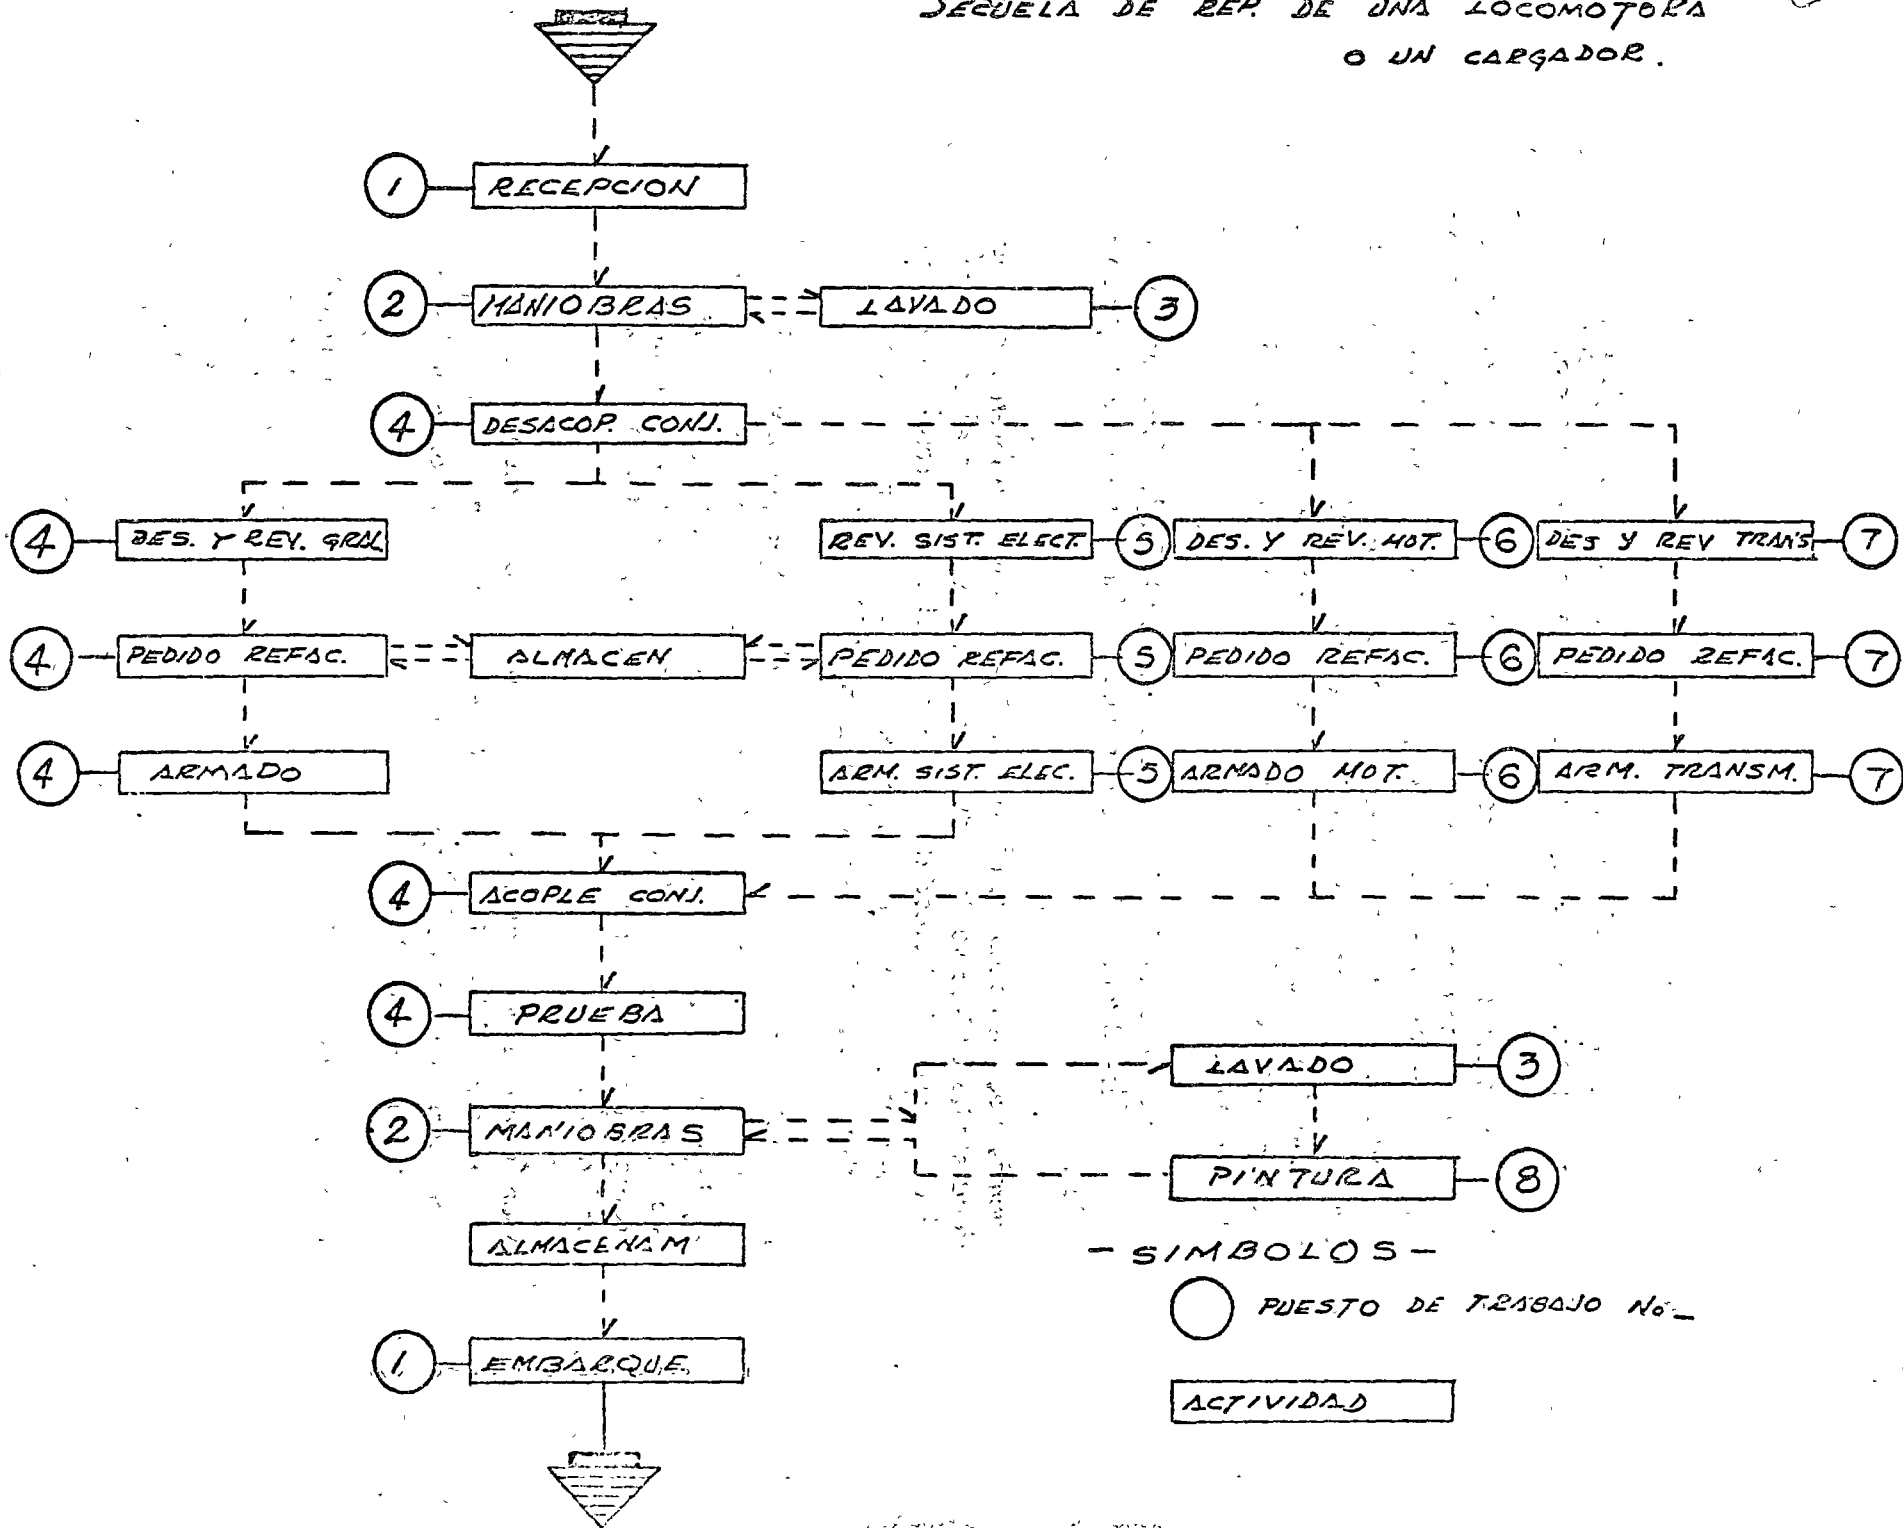 SECUELA DE REP. DE UNA LOCOMOTORA
O UN CARGADOR.
1 RECEPCION
2 MANIOBRAS LAVADO 3
4 DESACOP. CONJ.
4 DES. Y REV. GRAL REV. SIST. ELECT. 5 DES. Y REV. MOT. 6 DES Y REV TRANS 7
4 PEDIDO REFAC. ALMACEN PEDIDO REFAC. 5 PEDIDO REFAC. 6 PEDIDO REFAC. 7
4 ARMADO ARM. SIST. ELEC. 5 ARMADO MOT. 6 ARM. TRANSM. 7
4 ACOPLE CONJ.
4 PRUEBA
LAVADO 3
2 MANIOBRAS
PINTURA 8
ALMACENAM
- SIMBOLOS -
PUESTO DE TRABAJO No_
1 EMBARQUE
ACTIVIDAD